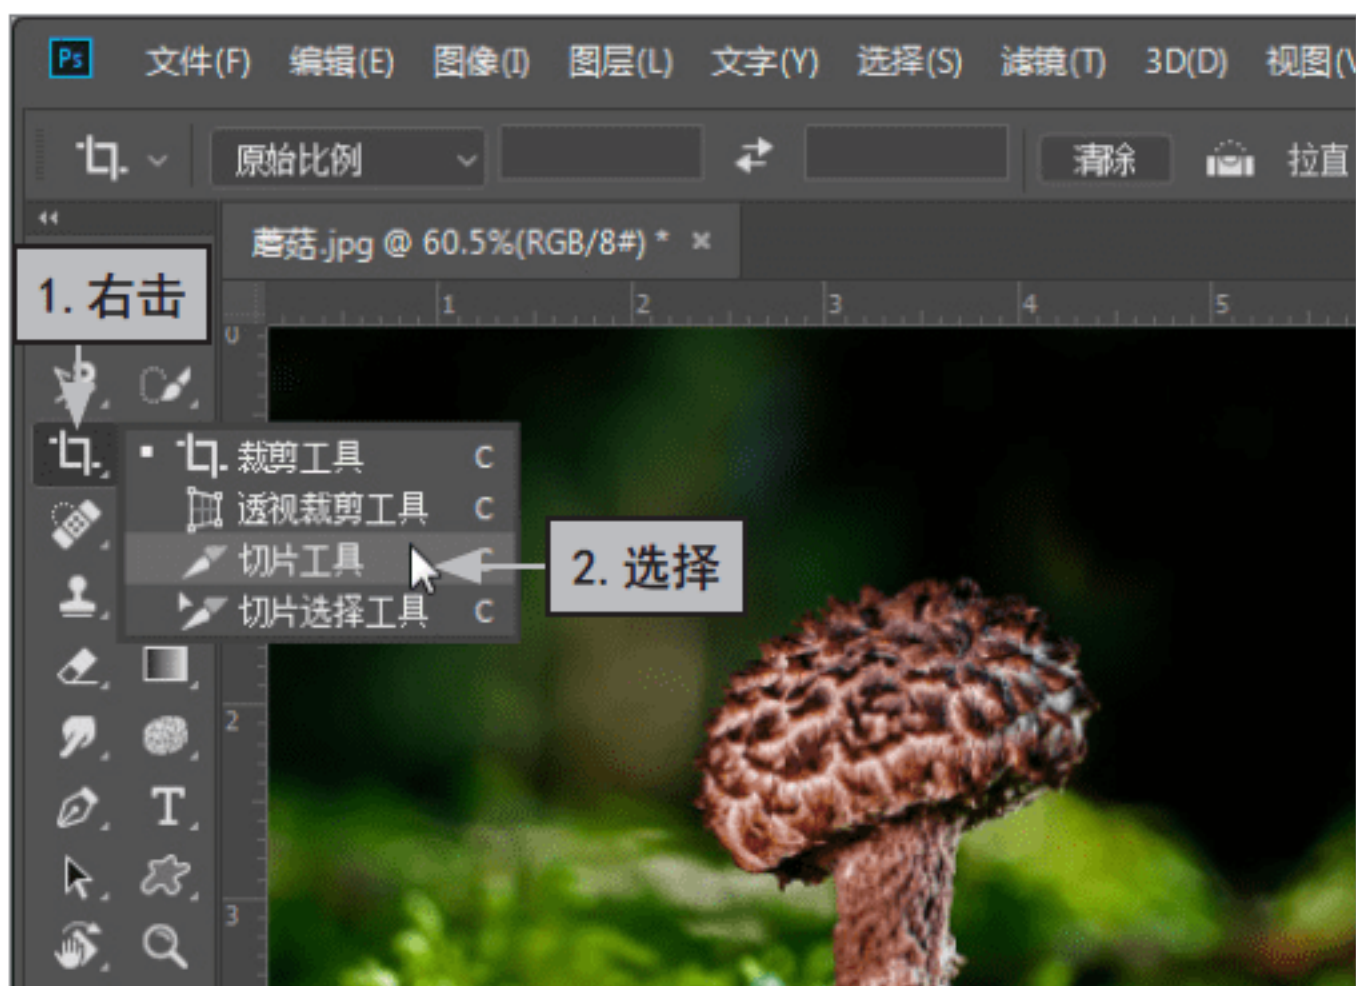 Ps 文件(F) 编辑(E) 图像(I) 图层(L) 文字(Y) 选择(S) 滤镜(T) 3D(D) 视图(V
原始比例 清除 拉直
蘑菇.jpg @ 60.5%(RGB/8#) * ×
1. 右击
1 2 3 4 5
0
裁剪工具 C
透视裁剪工具 C
切片工具 C
2. 选择
切片选择工具 C
2
T
3